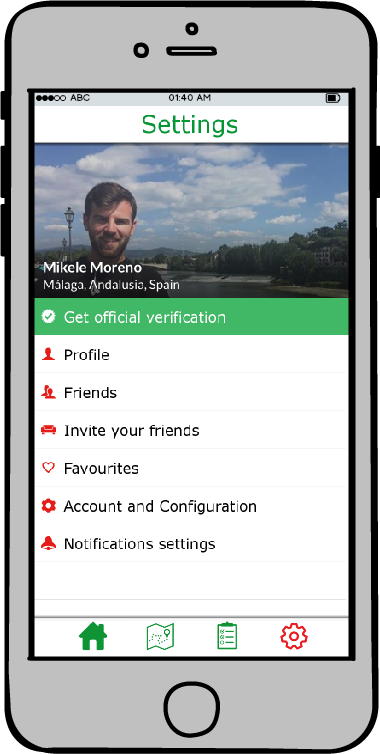 ABC 01:40 AM
Settings
Mikele Moreno
Málaga, Andalusia, Spain
Get official verification
Profile
Friends
Invite your friends
Favourites
Account and Configuration
Notifications settings